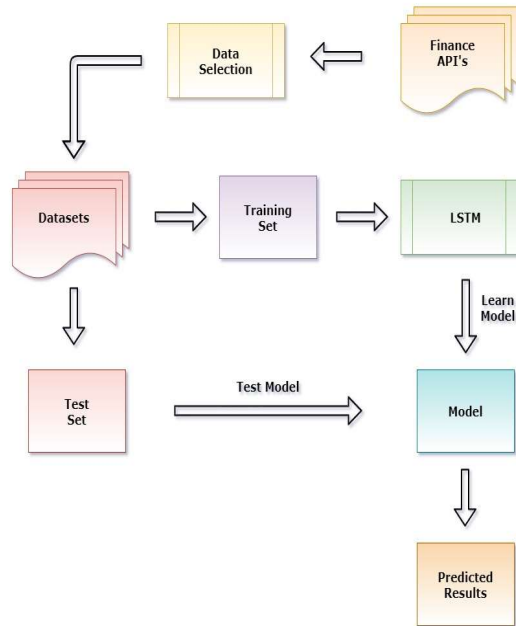 Data
Selection
Finance
API's
Datasets
Training
Set
LSTM
Learn
Model
Test
Set
Test Model
Model
Predicted
Results